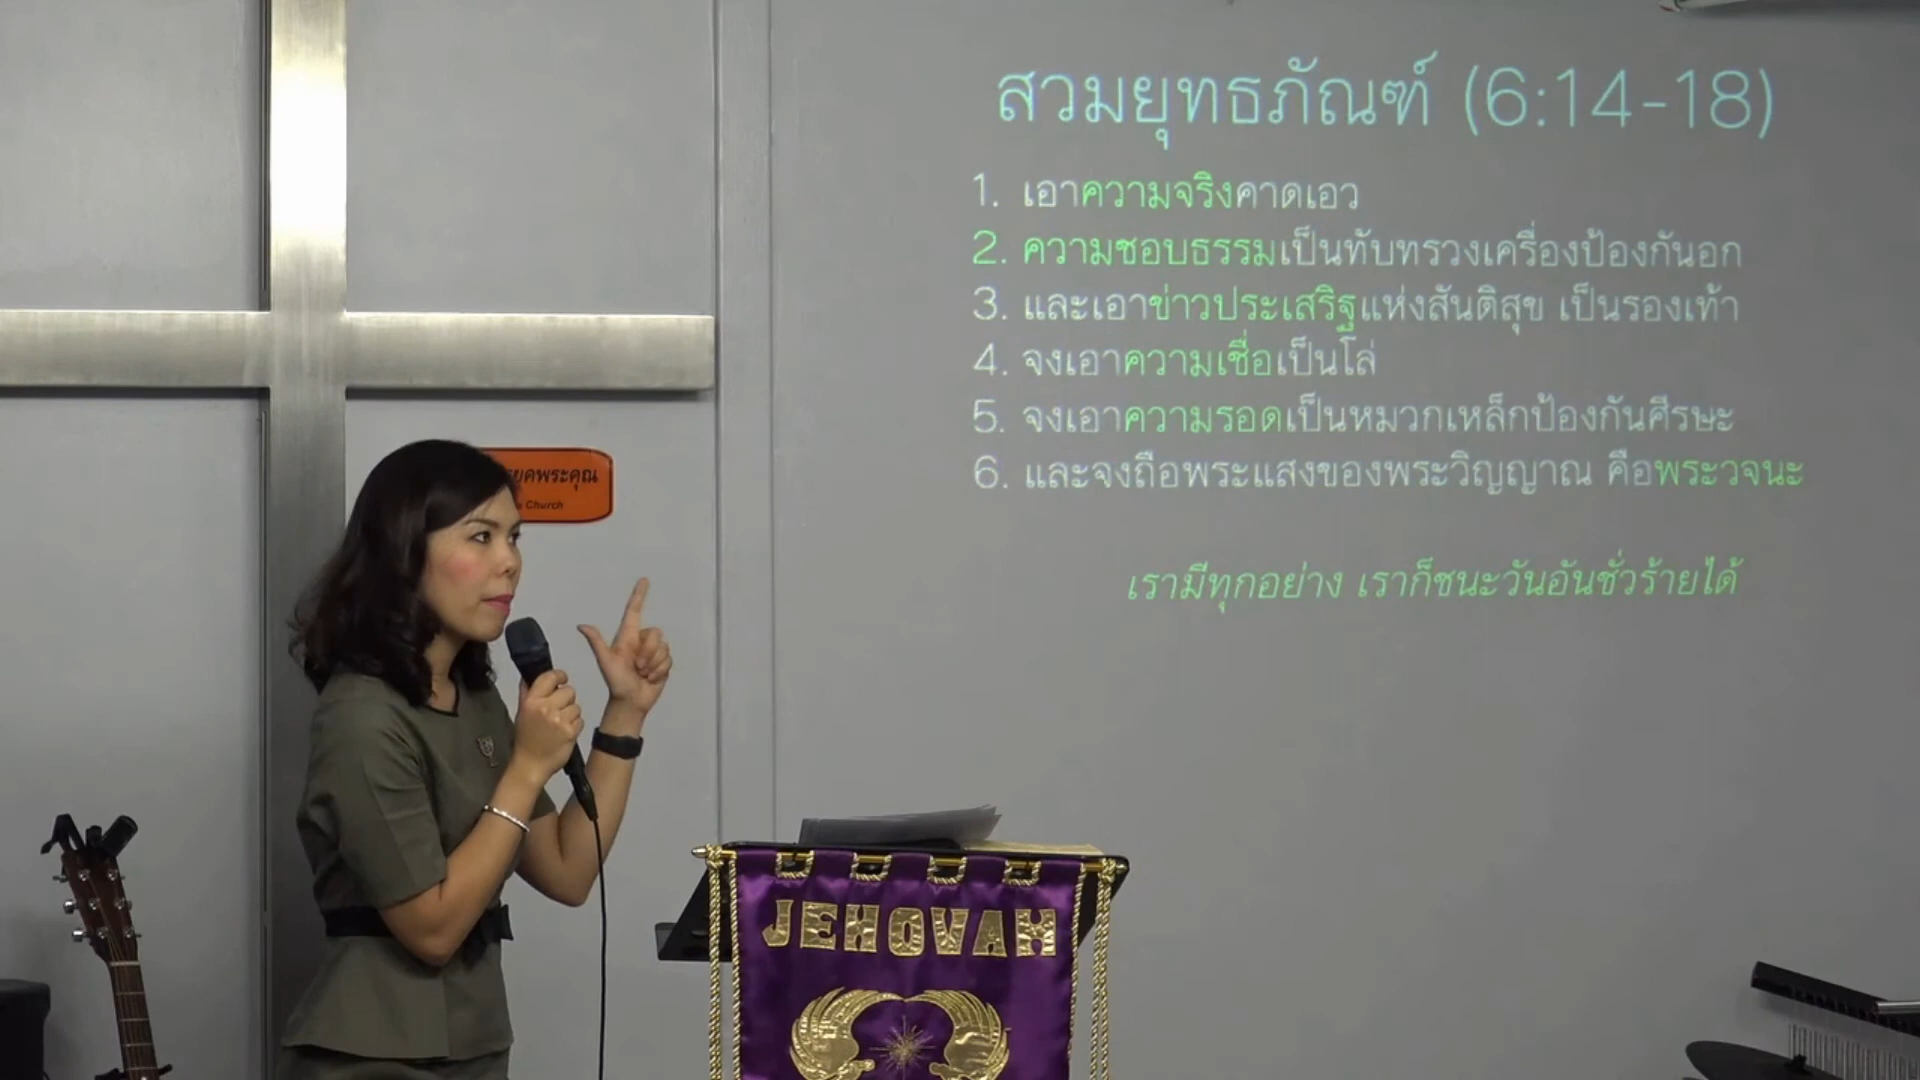 สวมยุทธภัณฑ์ (6:14-18)
1. เอาความจริงคาดเอว
2. ความชอบธรรมเป็นทับทรวงเครื่องป้องกันอก
3. และเอาข่าวประเสริฐแห่งสันติสุข เป็นรองเท้า
4. จงเอาความเชื่อเป็นโล่
5. จงเอาความรอดเป็นหมวกเหล็กป้องกันศีรษะ
6. และจงถือพระแสงของพระวิญญาณ คือพระวจนะ
เรามีทุกอย่าง เราก็ชนะวันอันชั่วร้ายได้
พระคุณ
Church
JEHOVAH